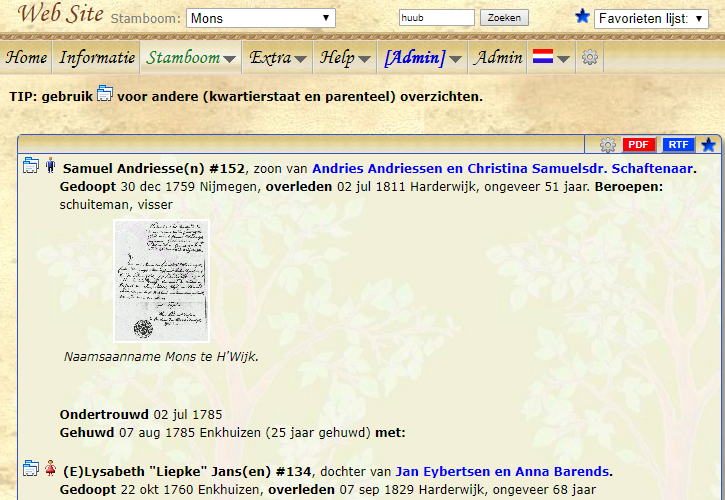 Web Site Stamboom: Mons huub Zoeken Favorieten lijst:
Home Informatie Stamboom Extra Help [Admin] Admin
TIP: gebruik voor andere (kwartierstaat en parenteel) overzichten.
PDF RTF
Samuel Andriesse(n) #152, zoon van Andries Andriessen en Christina Samuelsdr. Schaftenaar.
Gedoopt 30 dec 1759 Nijmegen, overleden 02 jul 1811 Harderwijk, ongeveer 51 jaar. Beroepen:
schuiteman, visser
Naamsaanname Mons te H'Wijk.
Ondertrouwd 02 jul 1785
Gehuwd 07 aug 1785 Enkhuizen (25 jaar gehuwd) met:
(E)Lysabeth "Liepke" Jans(en) #134, dochter van Jan Eybertsen en Anna Barends.
Gedoopt 22 okt 1760 Enkhuizen, overleden 07 sep 1829 Harderwijk, ongeveer 68 jaar